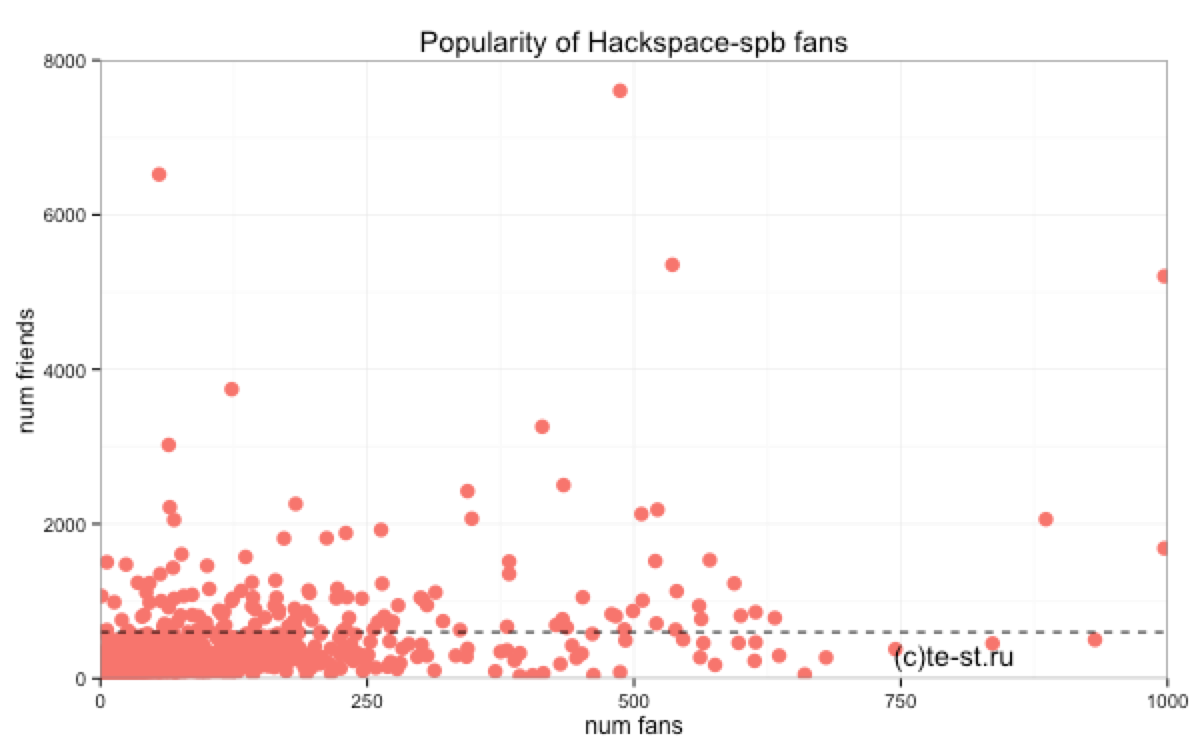 Popularity of Hackspace-spb fans
8000
6000
4000
2000
0
num friends
(c)te-st.ru
0 250 500 750 1000
num fans